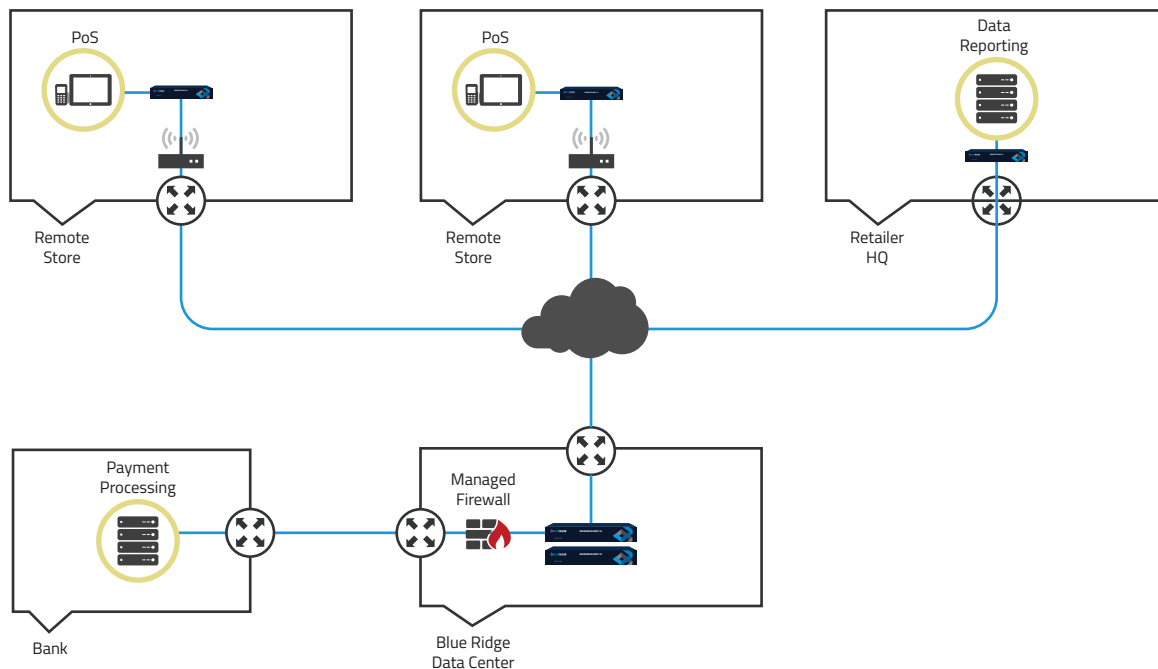 PoS
PoS
Data
Reporting
Remote
Store
Remote
Store
Retailer
HQ
Payment
Processing
Managed
Firewall
Bank
Blue Ridge
Data Center